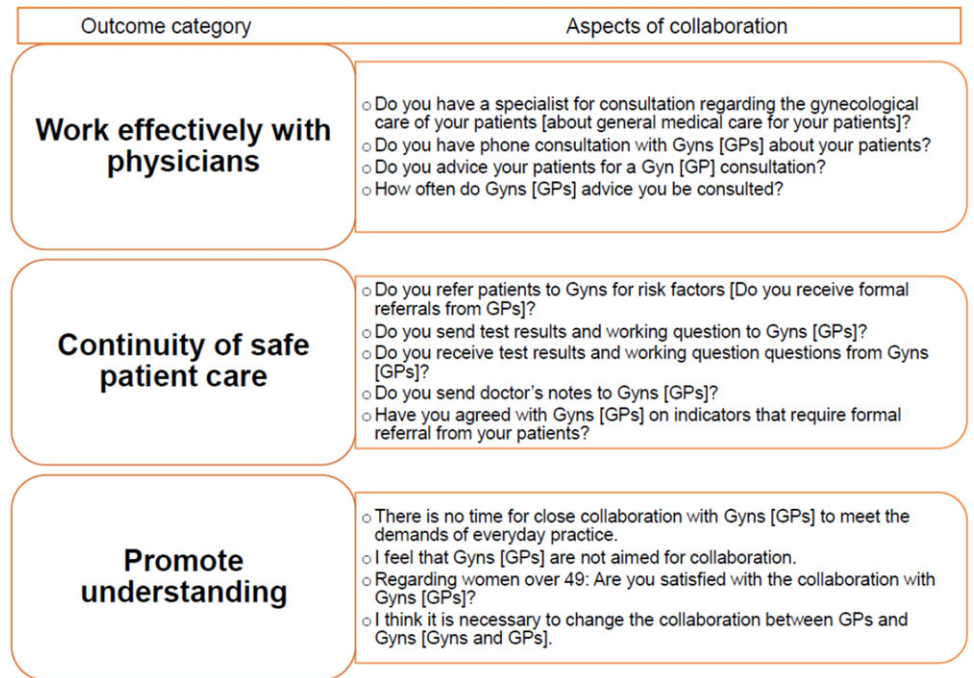 Outcome category
Aspects of collaboration
Work effectively with
physicians
o Do you have a specialist for consultation regarding the gynecological
care of your patients [about general medical care for your patients]?
o Do you have phone consultation with Gyns [GPs] about your patients?
o Do you advice your patients for a Gyn [GP] consultation?
o How often do Gyns [GPs] advice you be consulted?
Continuity of safe
patient care
o Do you refer patients to Gyns for risk factors [Do you receive formal
referrals from GPs]?
o Do you send test results and working question to Gyns [GPs]?
o Do you receive test results and working question questions from Gyns
[GPs]?
o Do you send doctor's notes to Gyns [GPs]?
o Have you agreed with Gyns [GPs] on indicators that require formal
referral from your patients?
Promote
understanding
o There is no time for close collaboration with Gyns [GPs] to meet the
demands of everyday practice.
o I feel that Gyns [GPs] are not aimed for collaboration.
o Regarding women over 49: Are you satisfied with the collaboration with
Gyns [GPs]?
o I think it is necessary to change the collaboration between GPs and
Gyns [Gyns and GPs].